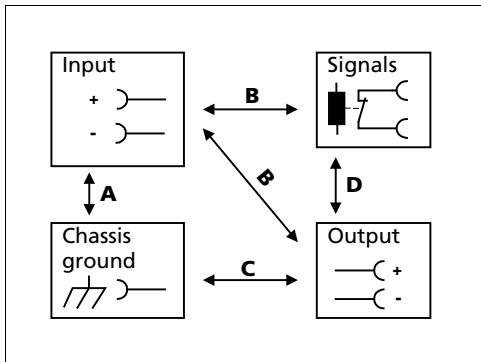 Input
+
-
Signals
B
B
A
D
Chassis
ground
Output
+
-
C